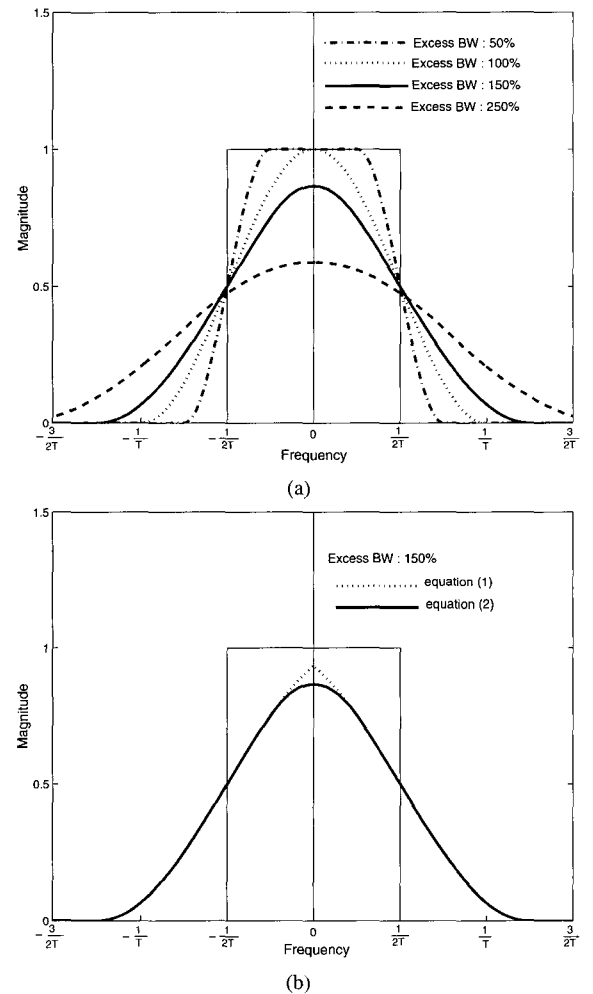 1.5
Excess BW : 50%
Excess BW : 100%
Excess BW : 150%
Excess BW : 250%
1
Magnitude
0.5
0
-3/2T -1/T -1/2T 0 1/2T 1/T 3/2T
Frequency
(a)
1.5
Excess BW : 150%
equation (1)
equation (2)
1
Magnitude
0.5
0
-3/2T -1/T -1/2T 0 1/2T 1/T 3/2T
Frequency
(b)